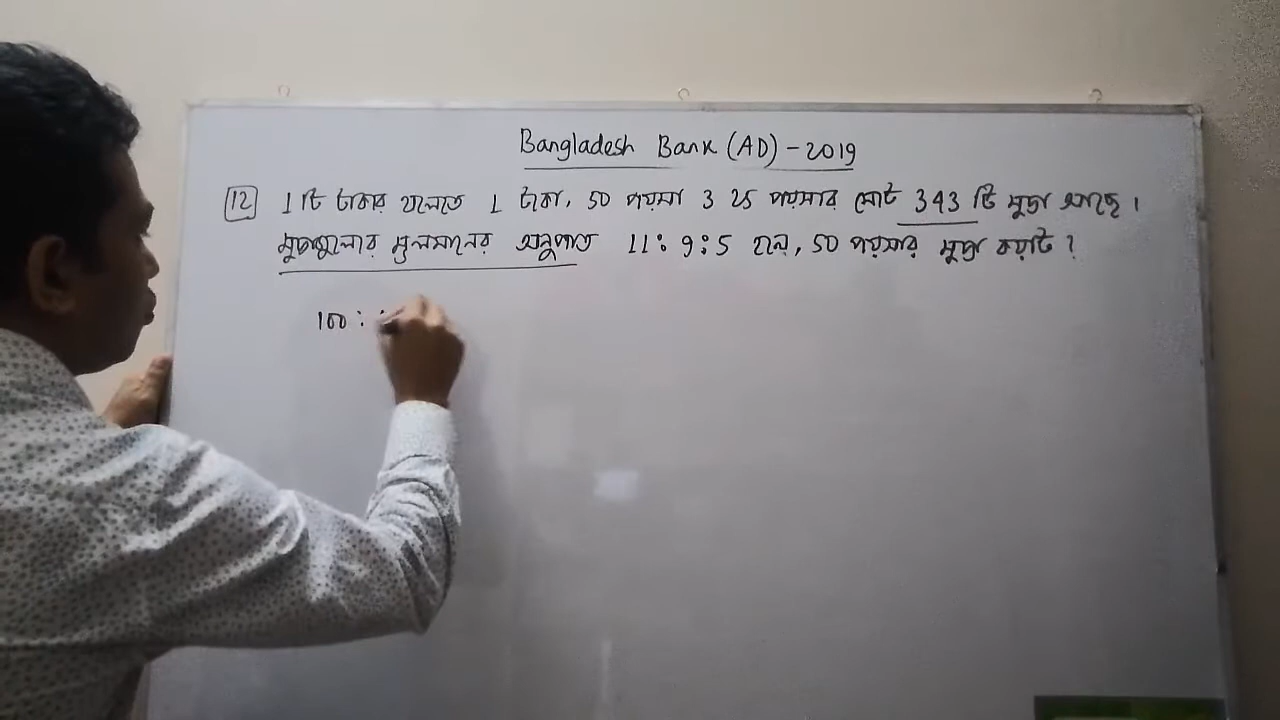 Bangladesh Bank (AD) - 2019
12 1 টি টাকার থলেতে 1 টাকা, 50 পয়সা ও 25 পয়সার মোট 343 টি মুদ্রা আছে।
মুদ্রাগুলোর মূল্যমানের অনুপাত 11 : 9 : 5 হলে, 50 পয়সার মুদ্রা কয়টি ?
100 :